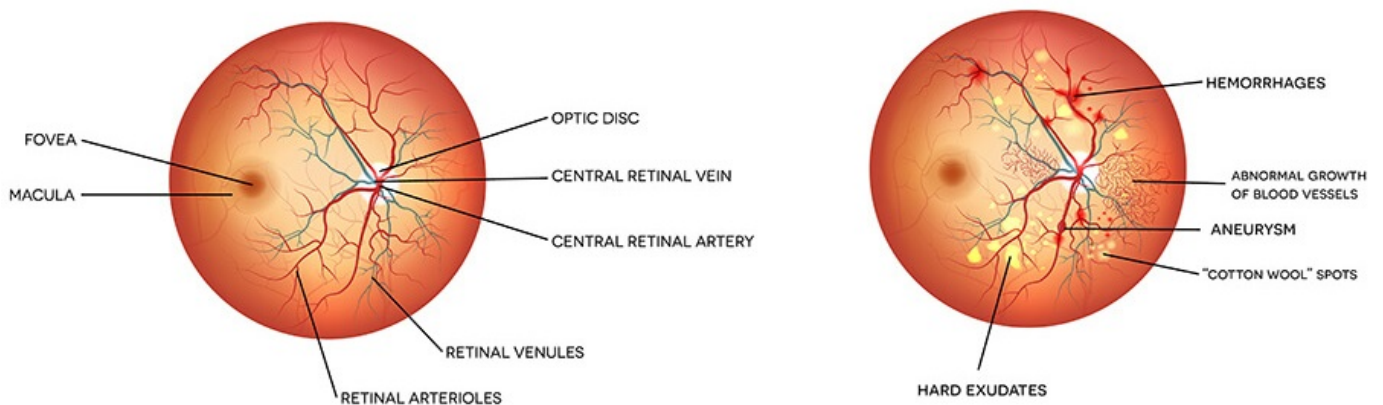 FOVEA
MACULA
OPTIC DISC
CENTRAL RETINAL VEIN
CENTRAL RETINAL ARTERY
RETINAL VENULES
RETINAL ARTERIOLES
HEMORRHAGES
ABNORMAL GROWTH
OF BLOOD VESSELS
ANEURYSM
"COTTON WOOL" SPOTS
HARD EXUDATES